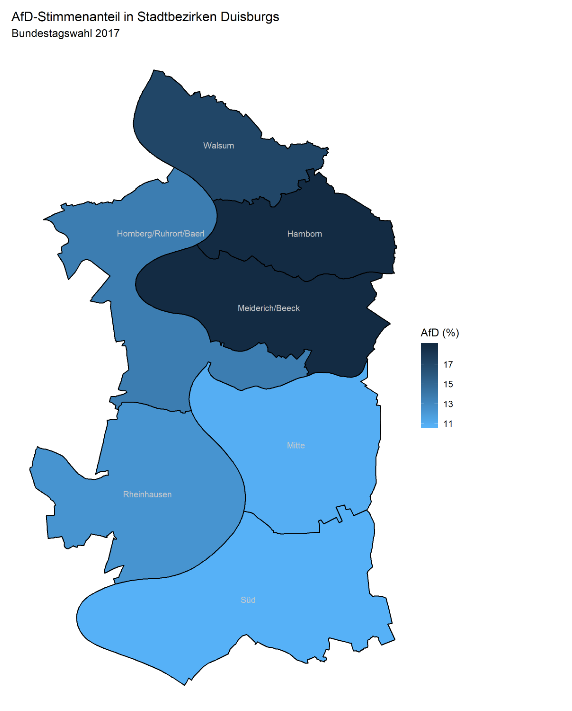 AfD-Stimmenanteil in Stadtbezirken Duisburgs
Bundestagswahl 2017
Walsum
Homberg/Ruhrort/Baerl
Hamborn
Meiderich/Beeck
AfD (%)
17
15
13
11
Mitte
Rheinhausen
Süd